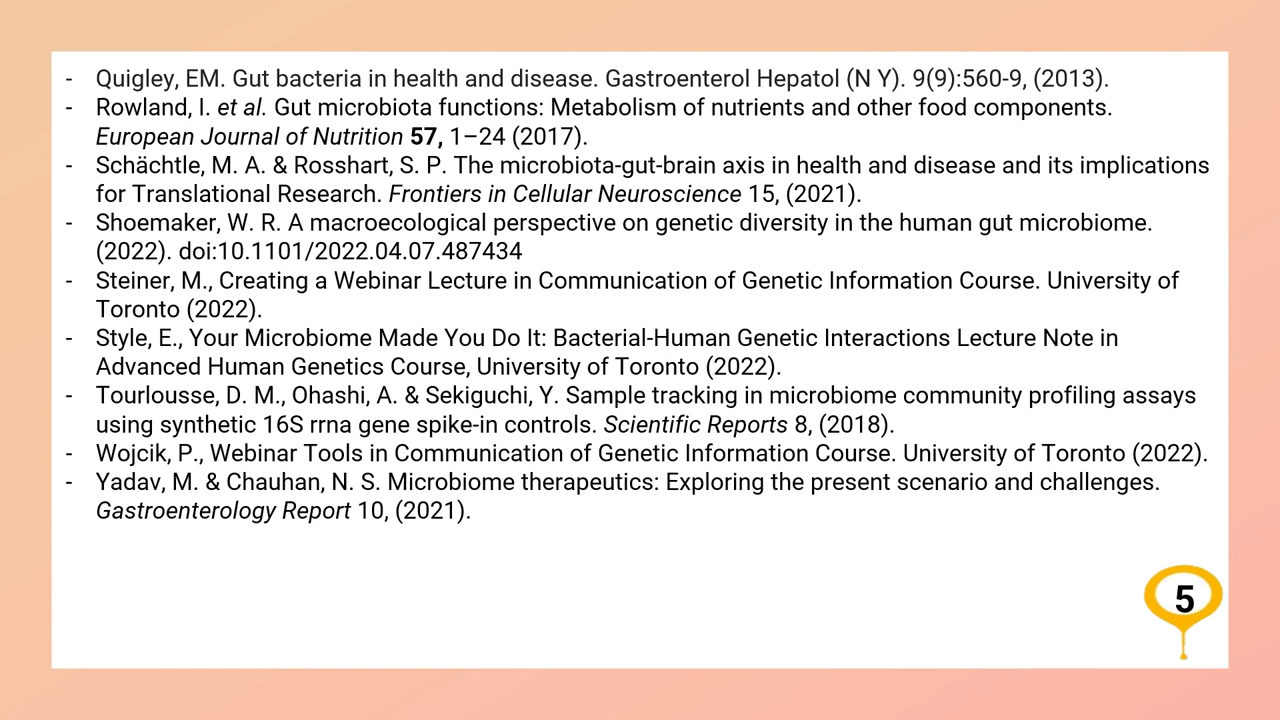 - Quigley, EM. Gut bacteria in health and disease. Gastroenterol Hepatol (N Y). 9(9):560-9, (2013).
- Rowland, I. et al. Gut microbiota functions: Metabolism of nutrients and other food components.
European Journal of Nutrition 57, 1–24 (2017).
- Schächtle, M. A. & Rosshart, S. P. The microbiota-gut-brain axis in health and disease and its implications
for Translational Research. Frontiers in Cellular Neuroscience 15, (2021).
- Shoemaker, W. R. A macroecological perspective on genetic diversity in the human gut microbiome.
(2022). doi:10.1101/2022.04.07.487434
- Steiner, M., Creating a Webinar Lecture in Communication of Genetic Information Course. University of
Toronto (2022).
- Style, E., Your Microbiome Made You Do It: Bacterial-Human Genetic Interactions Lecture Note in
Advanced Human Genetics Course, University of Toronto (2022).
- Tourlousse, D. M., Ohashi, A. & Sekiguchi, Y. Sample tracking in microbiome community profiling assays
using synthetic 16S rrna gene spike-in controls. Scientific Reports 8, (2018).
- Wojcik, P., Webinar Tools in Communication of Genetic Information Course. University of Toronto (2022).
- Yadav, M. & Chauhan, N. S. Microbiome therapeutics: Exploring the present scenario and challenges.
Gastroenterology Report 10, (2021).
5